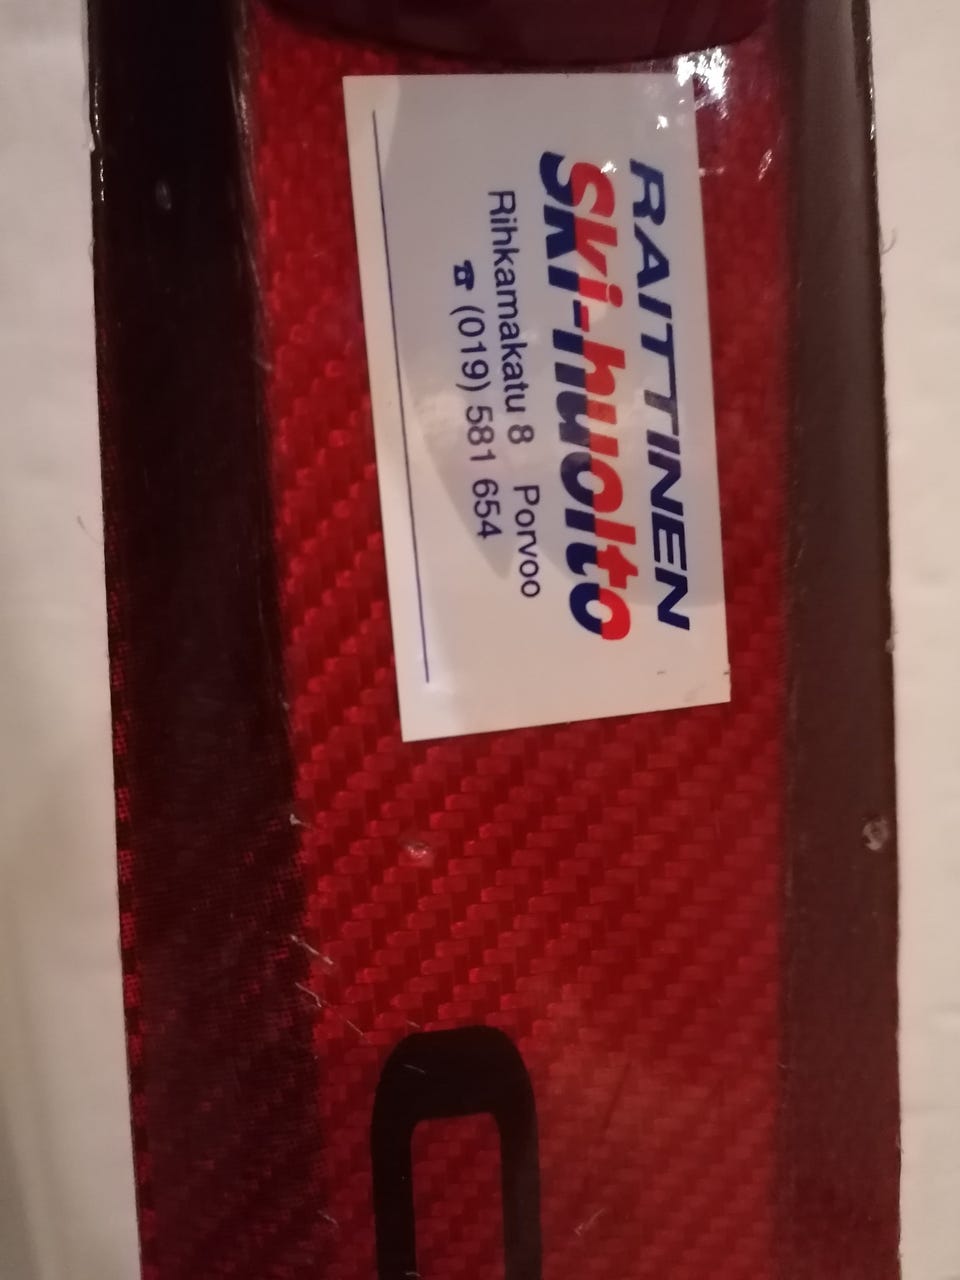 RAITTINEN
Ski-huolto
Rihkamakatu 8 Porvoo
☎ (019) 581 654